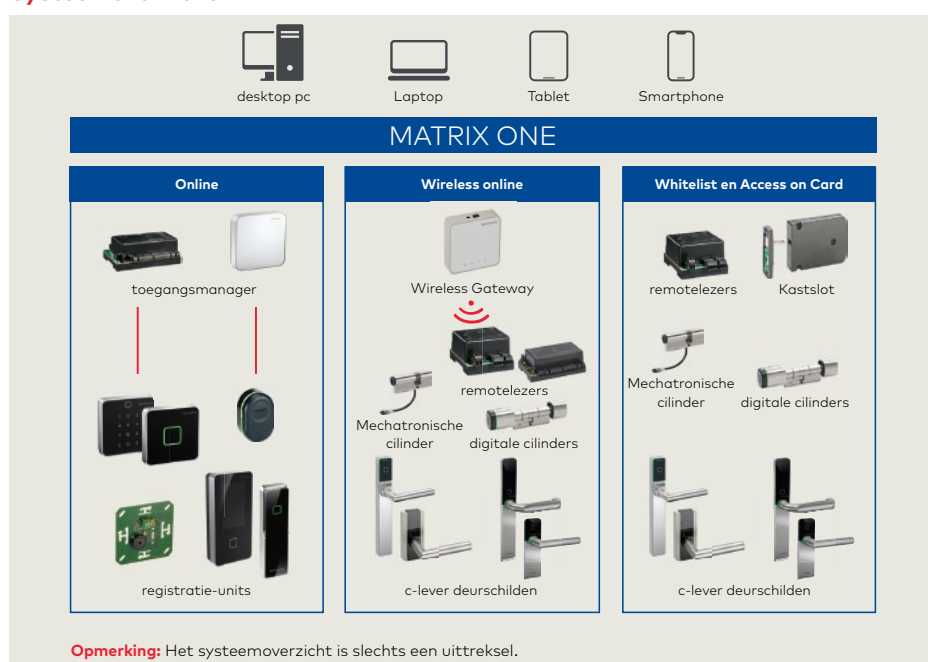 desktop pc
Laptop
Tablet
Smartphone
MATRIX ONE
Online
toegangsmanager
registratie-units
Wireless online
Wireless Gateway
remotelezers
Mechatronische
cilinder
digitale cilinders
c-lever deurschilden
Whitelist en Access on Card
remotelezers
Kastslot
Mechatronische
cilinder
digitale cilinders
c-lever deurschilden
Opmerking: Het systeemoverzicht is slechts een uittreksel.